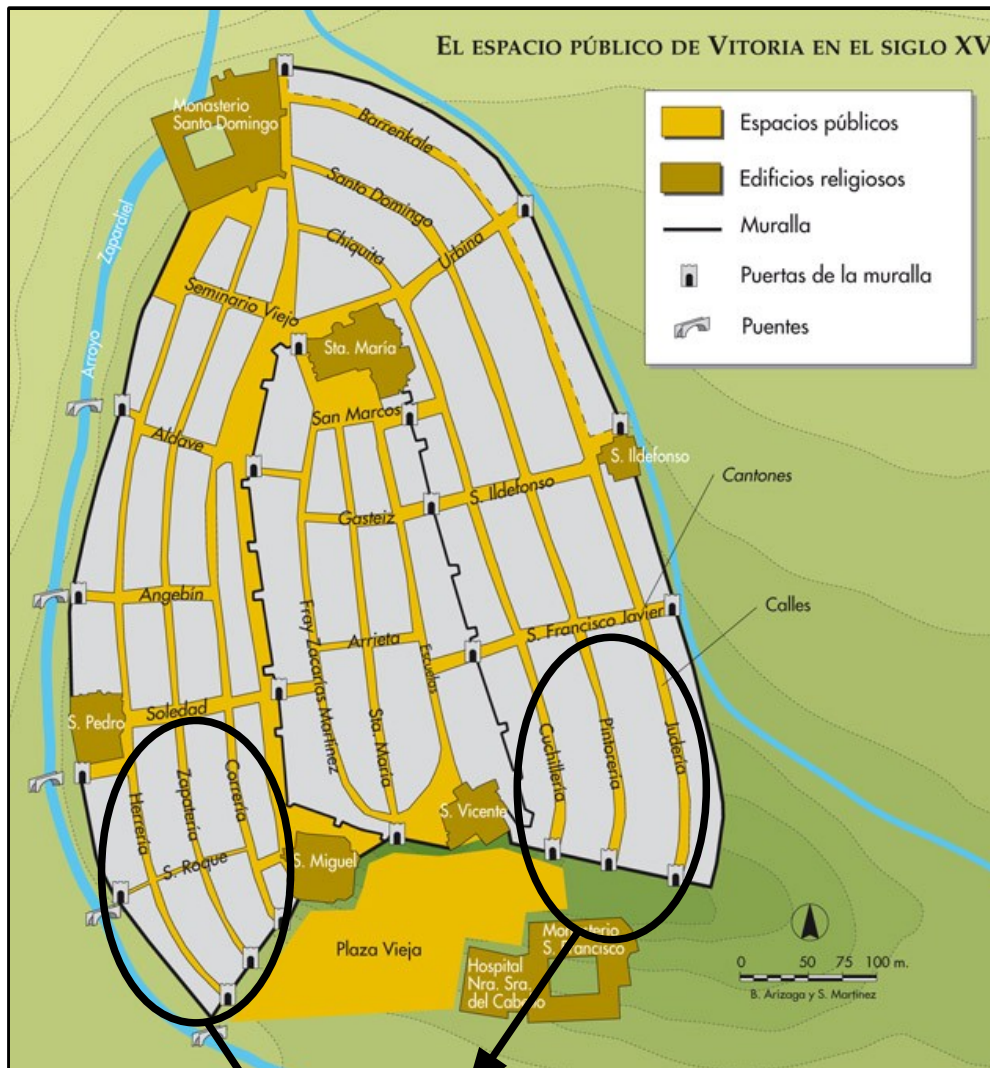 EL ESPACIO PÚBLICO DE VITORIA EN EL SIGLO XV
Espacios públicos
Edificios religiosos
Muralla
Puertas de la muralla
Puentes
Monasterio
Santo Domingo
Barrenkale
Santo Domingo
Chiquita
Urbina
Zapardiel
Arroyo
Seminario Viejo
Sta. María
San Marcos
Aldave
S. Ildefonso
S. Ildefonso
Cantones
Gasteiz
Angebín
Calles
S. Francisco Javier
Arrieta
Fray Zacarías Martínez
Sta. María
Escuelas
S. Pedro
Soledad
Herrería
Zapatería
Correría
Cuchillería
Pintorería
Judería
S. Roque
S. Miguel
S. Vicente
Plaza Vieja
Monasterio
S. Francisco
Hospital
Nra. Sra.
del Cabello
0 50 75 100 m.
B. Arizaga y S. Martínez